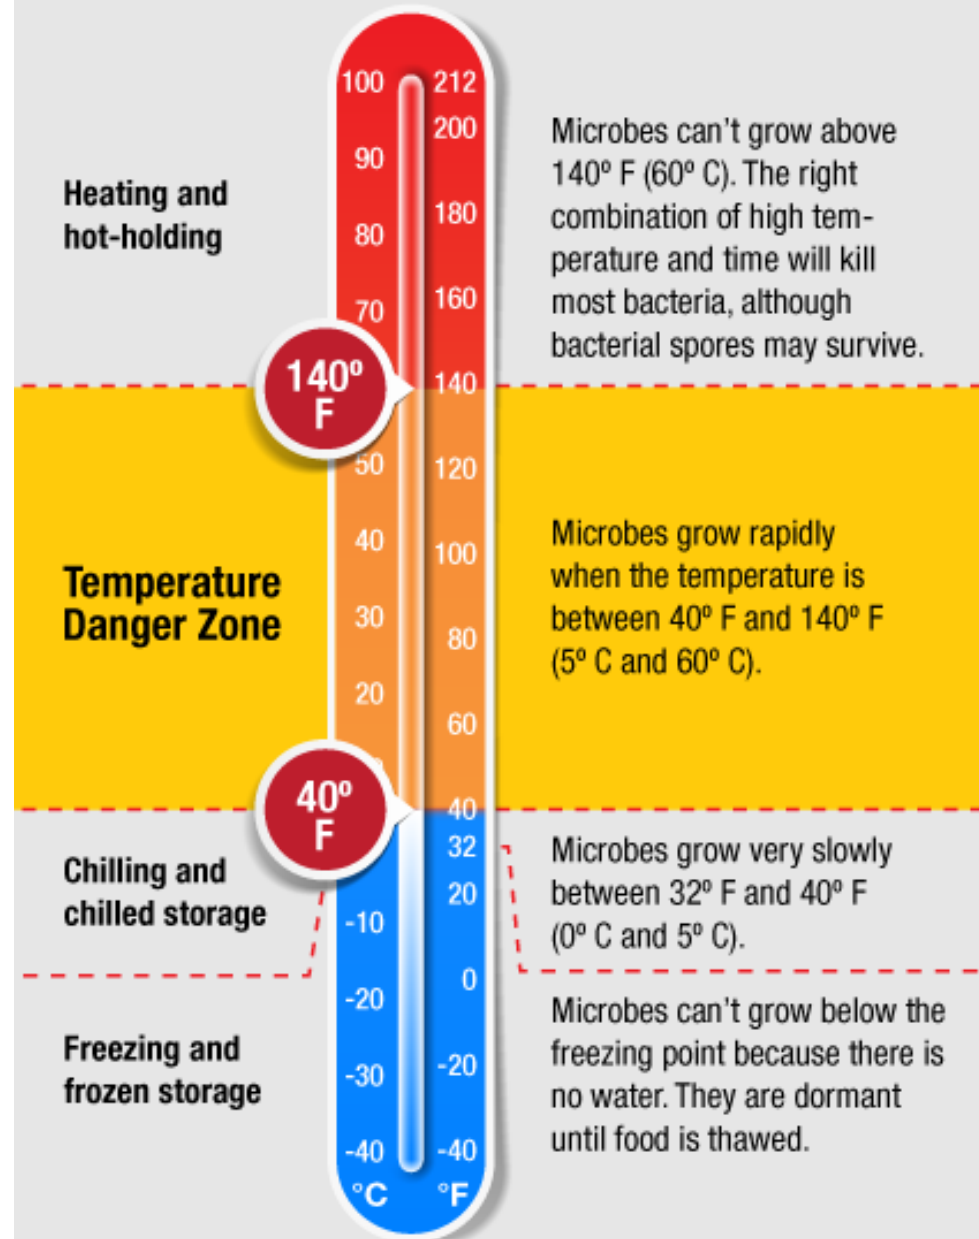 100 212
200
90
Heating and
hot-holding
180
80
160
70
Microbes can't grow above
140º F (60º C). The right
combination of high tem-
perature and time will kill
most bacteria, although
bacterial spores may survive.
140º
F
140
50
120
40
100
Temperature
Danger Zone
30
80
20
60
Microbes grow rapidly
when the temperature is
between 40º F and 140º F
(5º C and 60º C).
40º
F
40
32
Chilling and
chilled storage
20
-10
Microbes grow very slowly
between 32º F and 40º F
(0º C and 5º C).
0
-20
Freezing and
frozen storage
-20
-30
-40 -40
°C °F
Microbes can't grow below the
freezing point because there is
no water. They are dormant
until food is thawed.